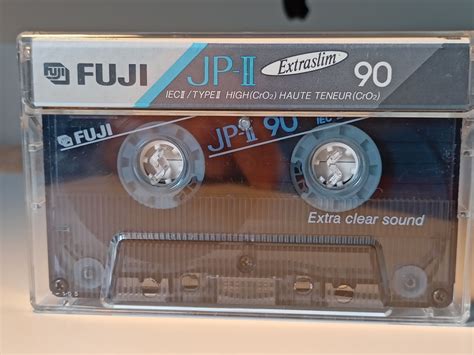 FUJI FUJI JP-II Extraslim 90
IECII/TYPEII HIGH(CrO₂) HAUTE TENEUR(CrO₂)
FUJI JP-II 90
Extra clear sound